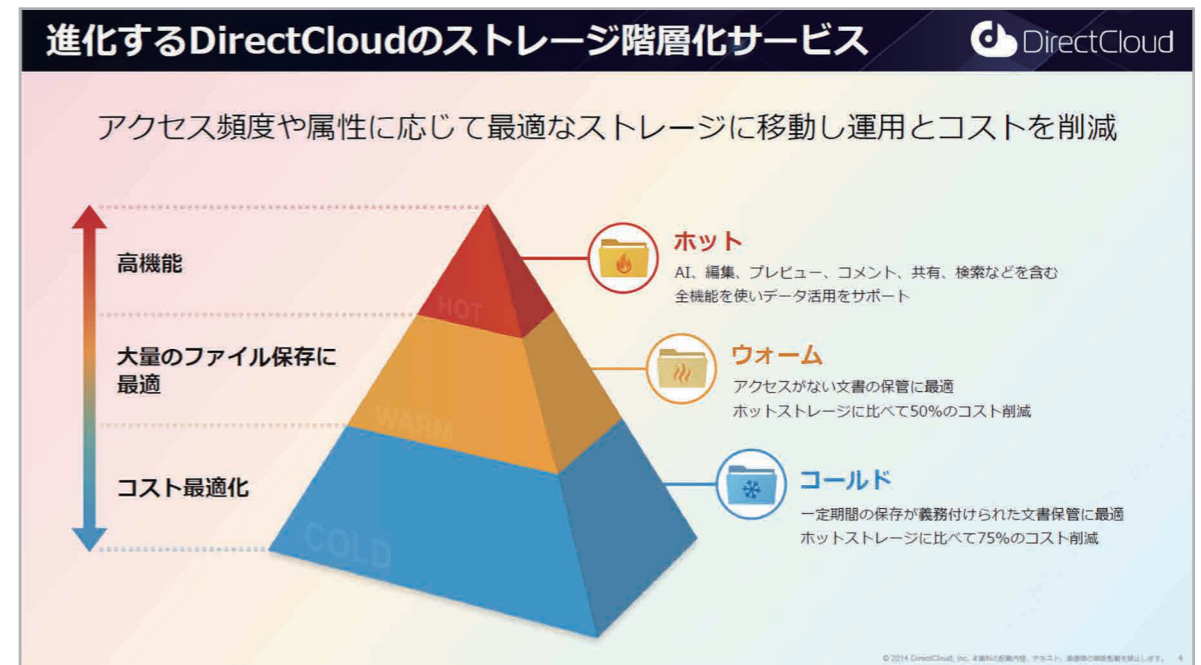 進化するDirectCloudのストレージ階層化サービス
DirectCloud
アクセス頻度や属性に応じて最適なストレージに移動し運用とコストを削減
高機能
HOT
ホット
AI、編集、プレビュー、コメント、共有、検索などを含む
全機能を使いデータ活用をサポート
大量のファイル保存に
最適
WARM
ウォーム
アクセスがない文書の保管に最適
ホットストレージに比べて50%のコスト削減
コスト最適化
COLD
コールド
一定期間の保存が義務付けられた文書保管に最適
ホットストレージに比べて75%のコスト削減
© 2014 DirectCloud, Inc. 4